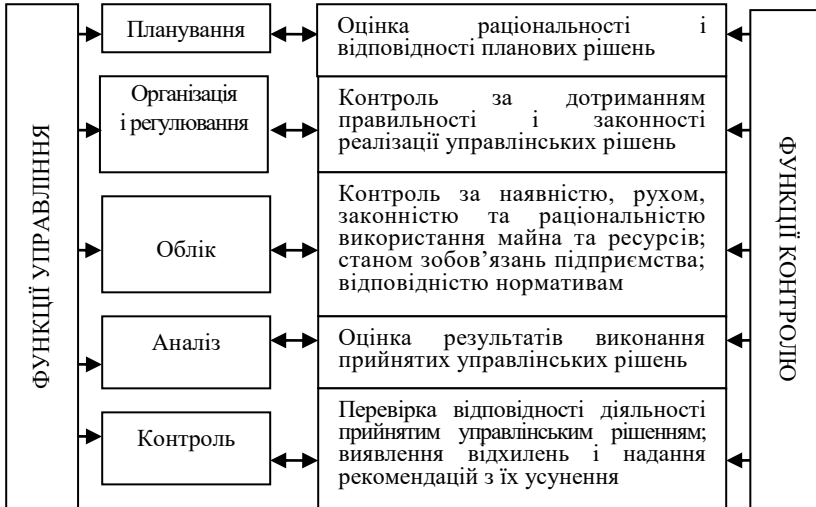 ФУНКЦІЇ УПРАВЛІННЯ
Планування
Оцінка раціональності і
відповідності планових рішень
Організація
і регулювання
Контроль за дотриманням
правильності і законності
реалізації управлінських рішень
Облік
Контроль за наявністю, рухом,
законністю та раціональністю
використання майна та ресурсів;
станом зобов’язань підприємства;
відповідністю нормативам
Аналіз
Оцінка результатів виконання
прийнятих управлінських рішень
Контроль
Перевірка відповідності діяльності
прийнятим управлінським рішенням;
виявлення відхилень і надання
рекомендацій з їх усунення
ФУНКЦІЇ КОНТРОЛЮ